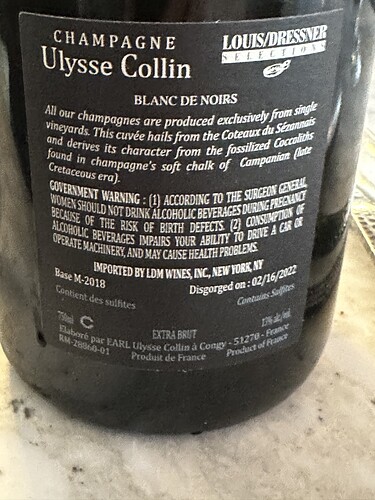 CHAMPAGNE
Ulysse Collin
LOUIS/DRESSNER
SELECTIONS
BLANC DE NOIRS
All our champagnes are produced exclusively from single
vineyards. This cuvée hails from the Coteaux du Sézannais
and derives its character from the fossilized Coccoliths
found in champagne's soft chalk of Campanian (late
Cretaceous era).
GOVERNMENT WARNING : (1) ACCORDING TO THE SURGEON GENERAL,
WOMEN SHOULD NOT DRINK ALCOHOLIC BEVERAGES DURING PREGNANCY
BECAUSE OF THE RISK OF BIRTH DEFECTS. (2) CONSUMPTION OF
ALCOHOLIC BEVERAGES IMPAIRS YOUR ABILITY TO DRIVE A CAR OR
OPERATE MACHINERY, AND MAY CAUSE HEALTH PROBLEMS.
IMPORTED BY LDM WINES, INC, NEW YORK, NY
Base M-2018
Disgorged on : 02/16/2022
Contient des sulfites
Contains Sulfites
750ml
EXTRA BRUT
Elaboré par EARL Ulysse Collin à Congy - 51270 - France
RM-28860-01
Produit de France
Product of France